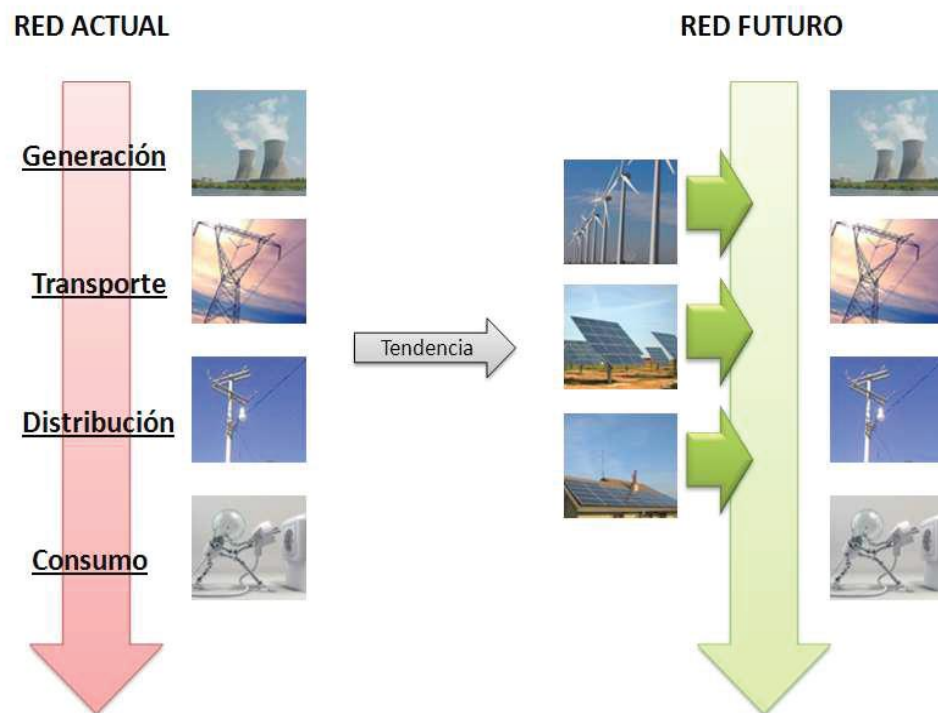 RED ACTUAL
RED FUTURO
Generación
Transporte
Tendencia
Distribución
Consumo